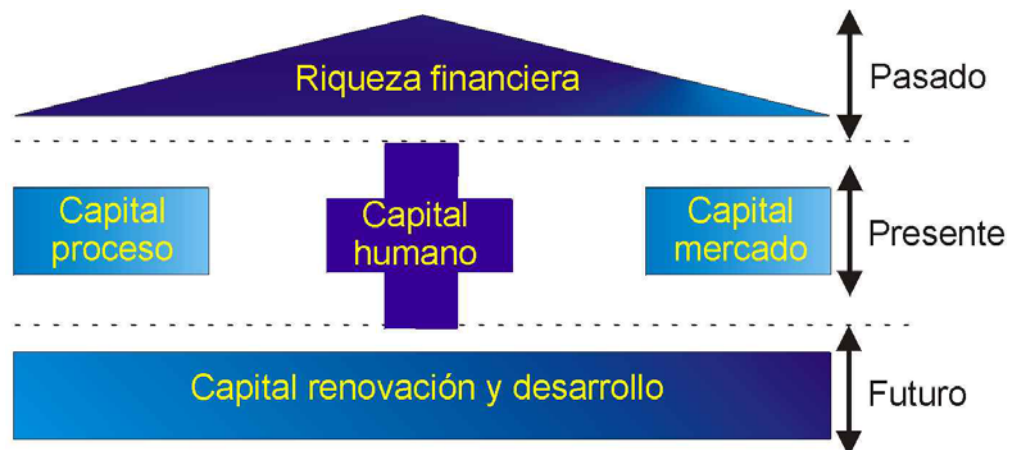 Riqueza financiera
Pasado
Capital
proceso
Capital
humano
Capital
mercado
Presente
Capital renovación y desarrollo
Futuro